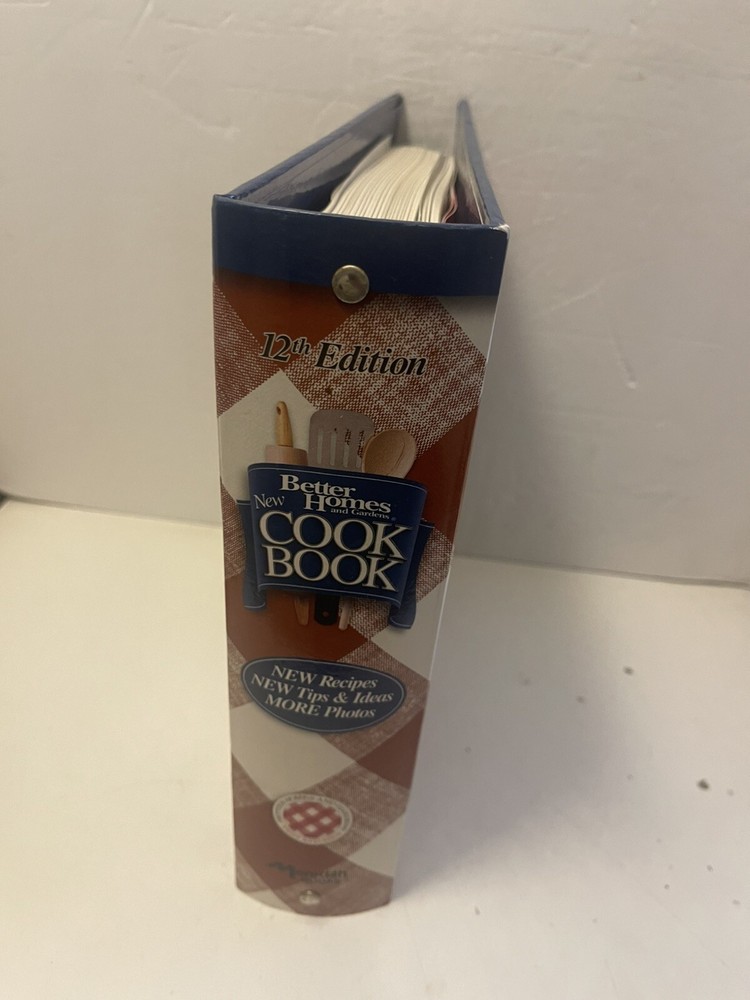 12th Edition
Better
Homes
and Gardens®
New
COOK
BOOK
NEW Recipes
NEW Tips & Ideas
MORE Photos